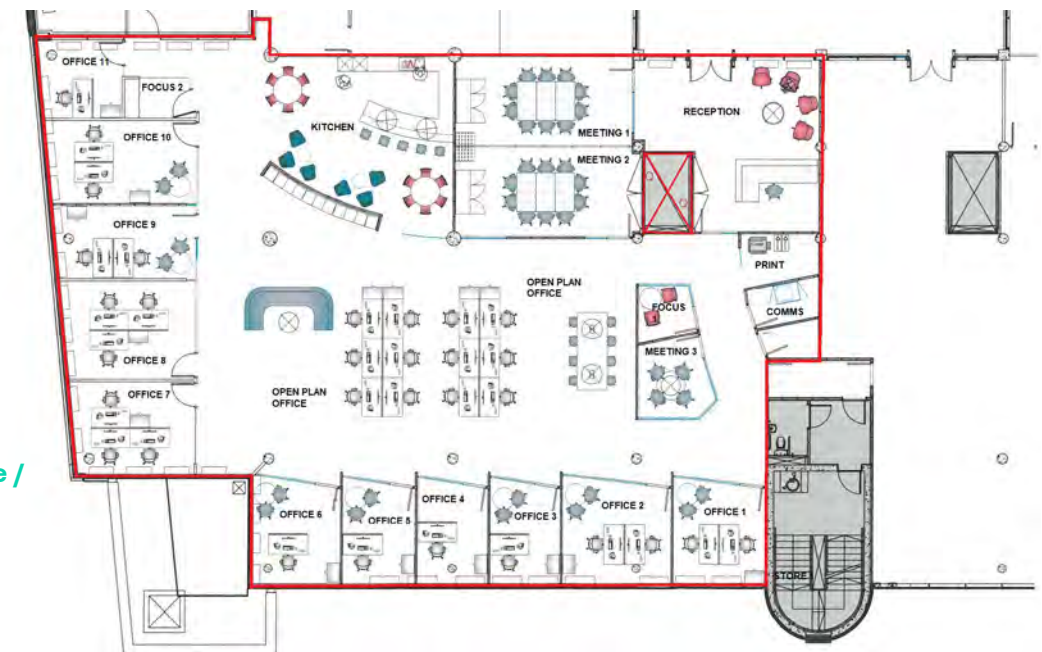 OFFICE 11
FOCUS 2
OFFICE 10
KITCHEN
MEETING 1
MEETING 2
RECEPTION
OFFICE 9
PRINT
OPEN PLAN
OFFICE
FOCUS
COMMS
OFFICE 8
MEETING 3
OFFICE 7
OPEN PLAN
OFFICE
e /
OFFICE 6
OFFICE 5
OFFICE 4
OFFICE 3
OFFICE 2
OFFICE 1
STORE